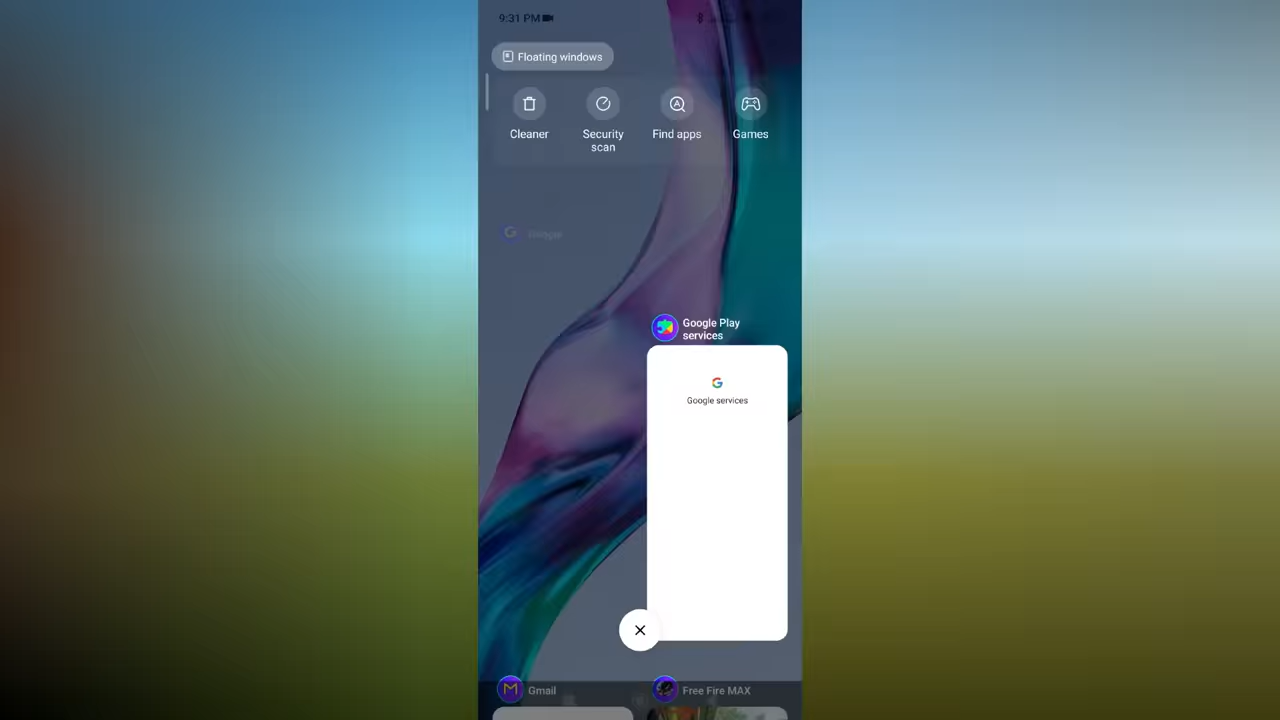 9:31 PM
Floating windows
Cleaner
Security
scan
Find apps
Games
Google
Google Play
services
Google services
Gmail
Free Fire MAX